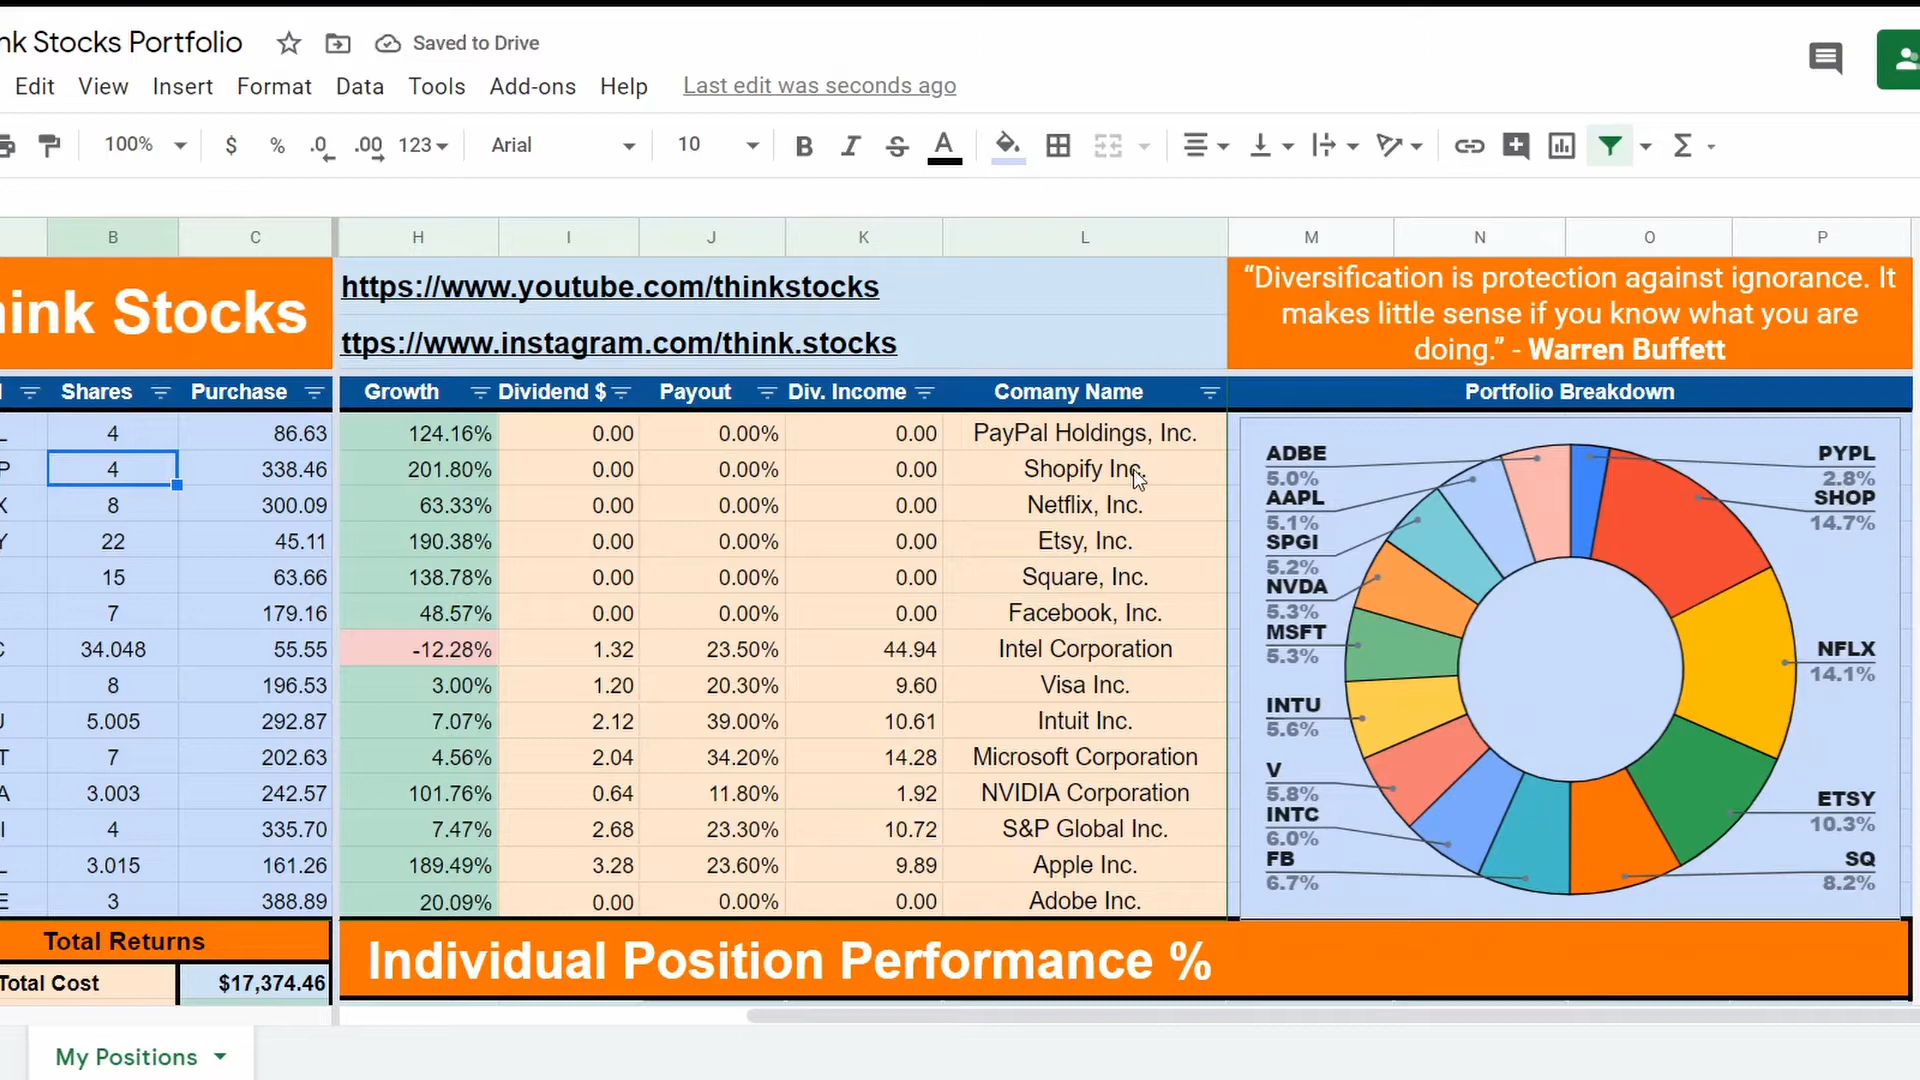 nk Stocks Portfolio Saved to Drive
Edit View Insert Format Data Tools Add-ons Help Last edit was seconds ago
100% $ % .0 .00 123 Arial 10 B I S A Σ
B C H I J K L M N O P
hink Stocks
https://www.youtube.com/thinkstocks
ttps://www.instagram.com/think.stocks
“Diversification is protection against ignorance. It
makes little sense if you know what you are
doing.” - Warren Buffett
Shares Purchase Growth Dividend $ Payout Div. Income Comany Name Portfolio Breakdown
L 4 86.63 124.16% 0.00 0.00% 0.00 PayPal Holdings, Inc.
P 4 338.46 201.80% 0.00 0.00% 0.00 Shopify Inc.
X 8 300.09 63.33% 0.00 0.00% 0.00 Netflix, Inc.
Y 22 45.11 190.38% 0.00 0.00% 0.00 Etsy, Inc.
15 63.66 138.78% 0.00 0.00% 0.00 Square, Inc.
7 179.16 48.57% 0.00 0.00% 0.00 Facebook, Inc.
C 34.048 55.55 -12.28% 1.32 23.50% 44.94 Intel Corporation
8 196.53 3.00% 1.20 20.30% 9.60 Visa Inc.
U 5.005 292.87 7.07% 2.12 39.00% 10.61 Intuit Inc.
T 7 202.63 4.56% 2.04 34.20% 14.28 Microsoft Corporation
A 3.003 242.57 101.76% 0.64 11.80% 1.92 NVIDIA Corporation
I 4 335.70 7.47% 2.68 23.30% 10.72 S&P Global Inc.
L 3.015 161.26 189.49% 3.28 23.60% 9.89 Apple Inc.
E 3 388.89 20.09% 0.00 0.00% 0.00 Adobe Inc.
ADBE
5.0%
AAPL
5.1%
SPGI
5.2%
NVDA
5.3%
MSFT
5.3%
INTU
5.6%
V
5.8%
INTC
6.0%
FB
6.7%
PYPL
2.8%
SHOP
14.7%
NFLX
14.1%
ETSY
10.3%
SQ
8.2%
Total Returns
Total Cost $17,374.46
Individual Position Performance %
My Positions